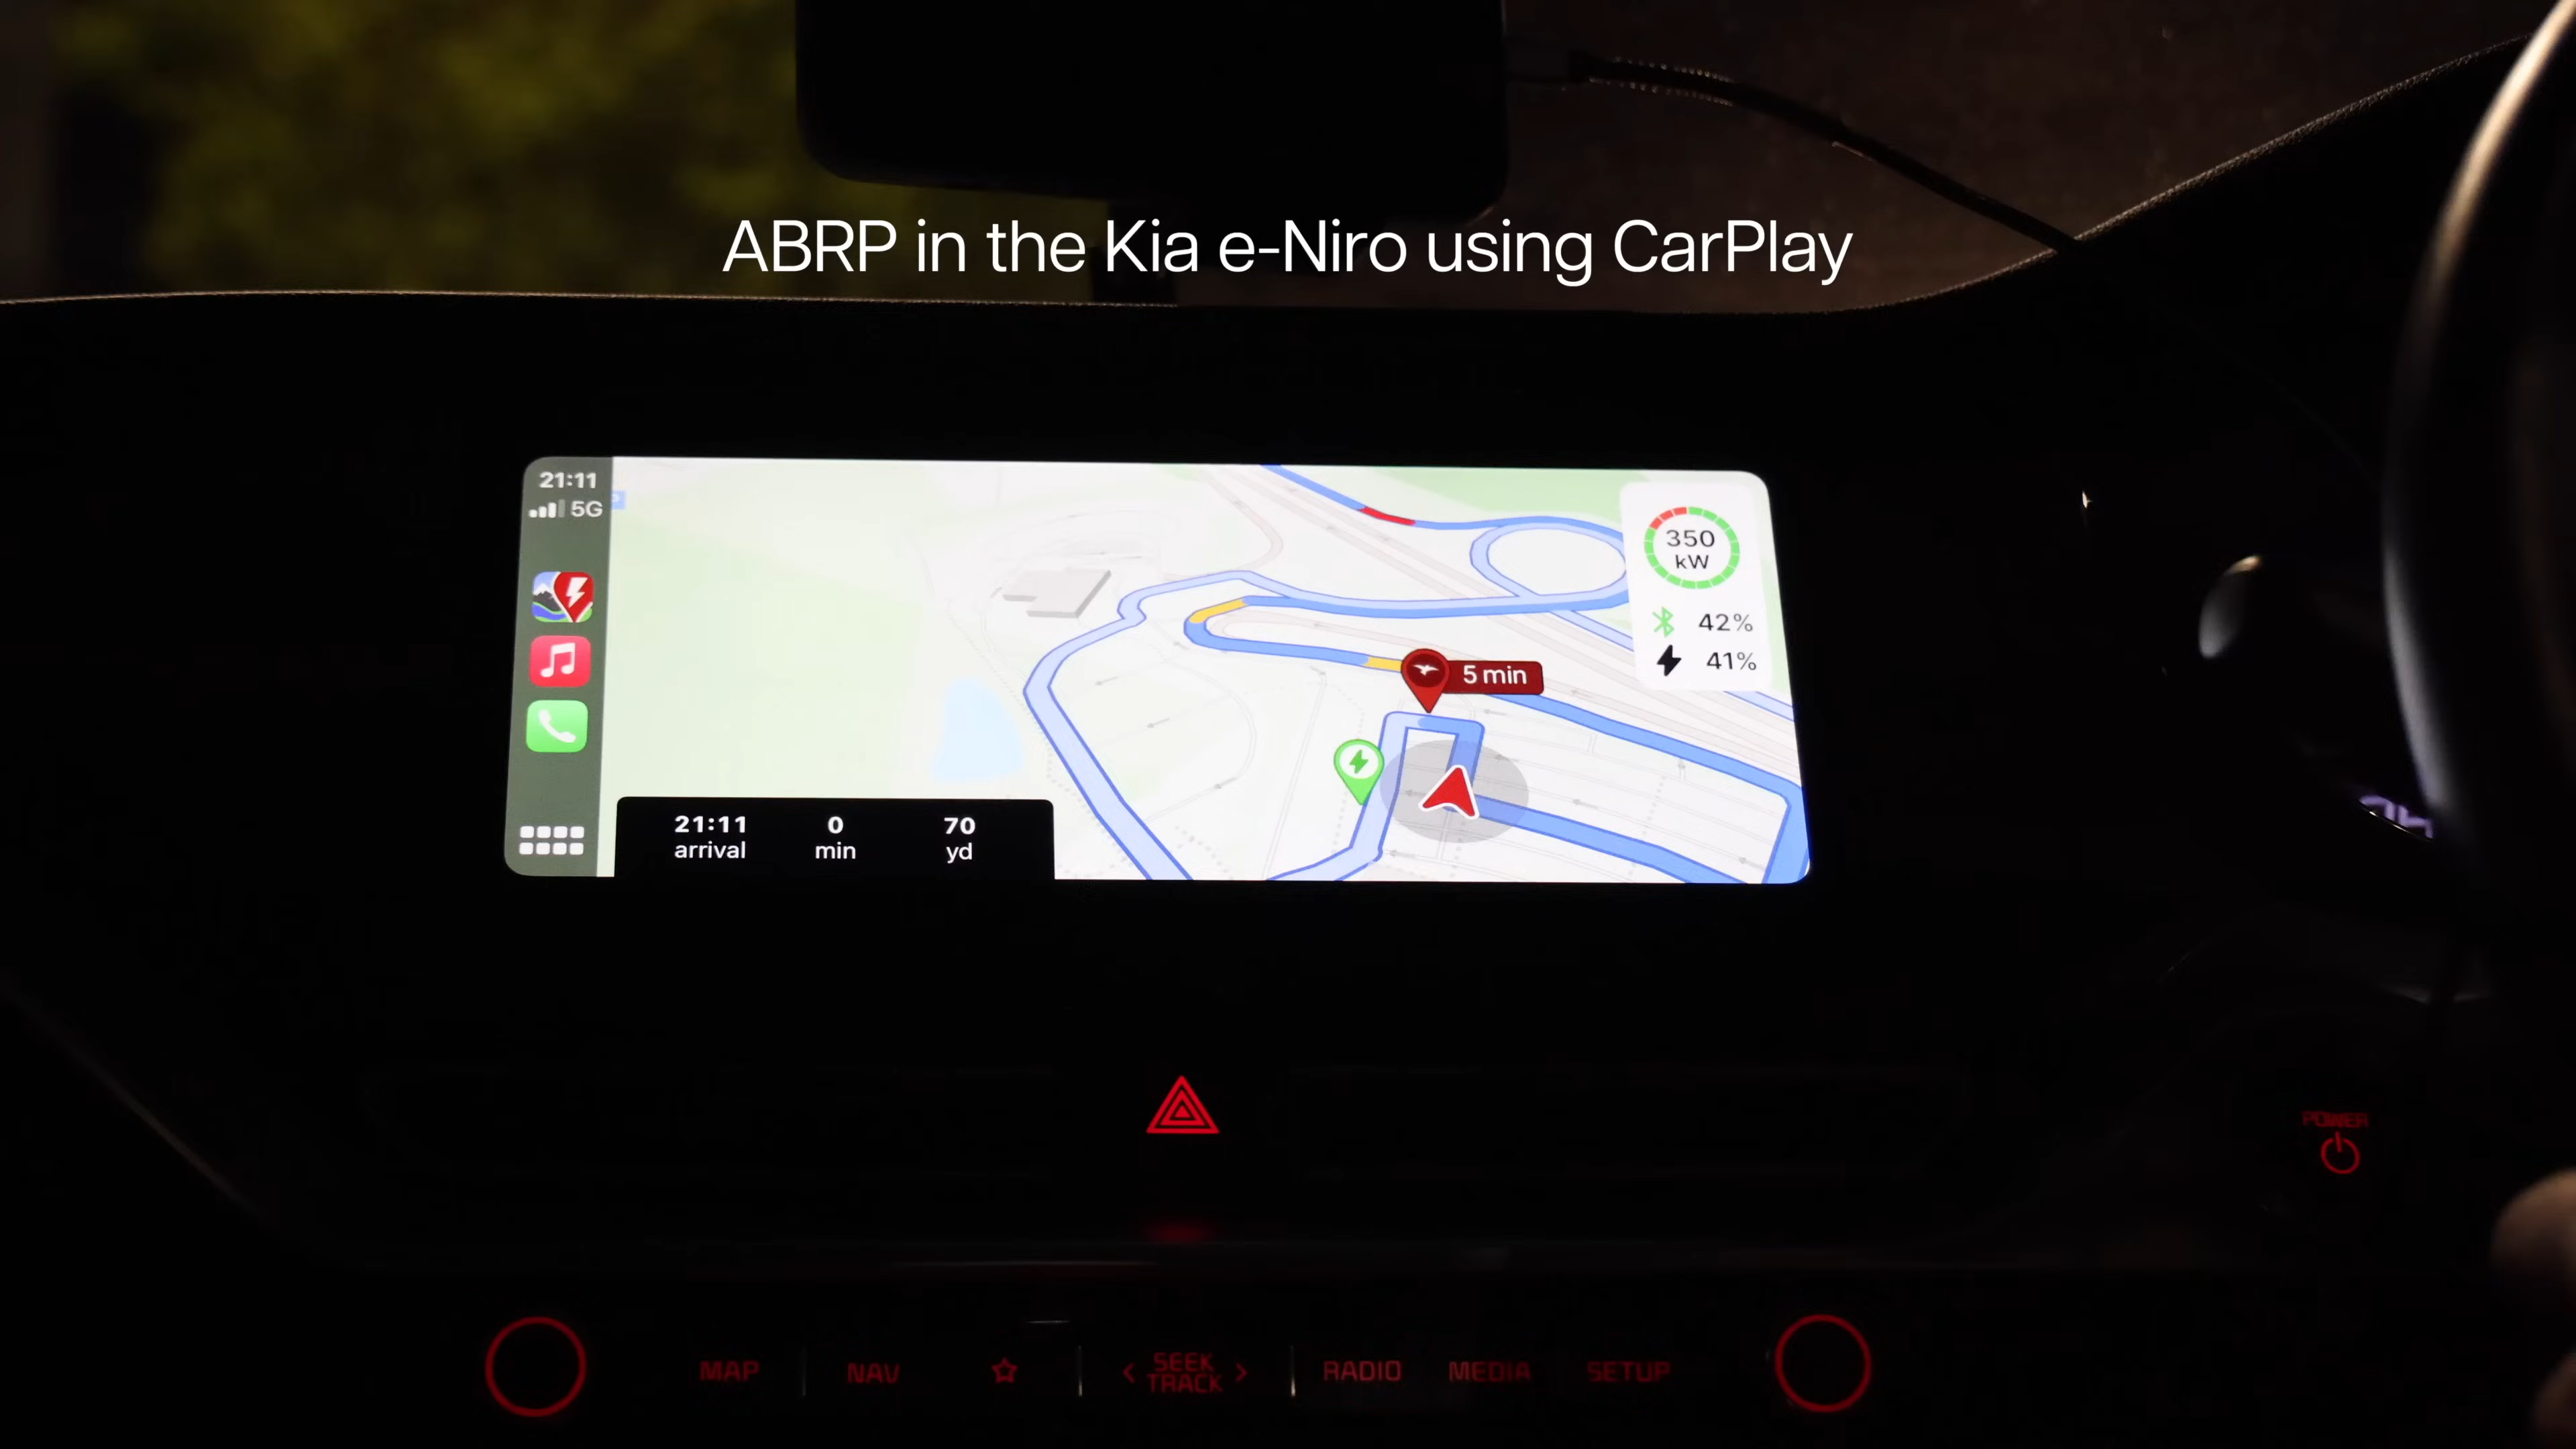 ABRP in the Kia e-Niro using CarPlay
21:11
5G
350
kW
42%
41%
5 min
21:11 0 70
arrival min yd
POWER
MAP NAV SEEK TRACK RADIO MEDIA SETUP